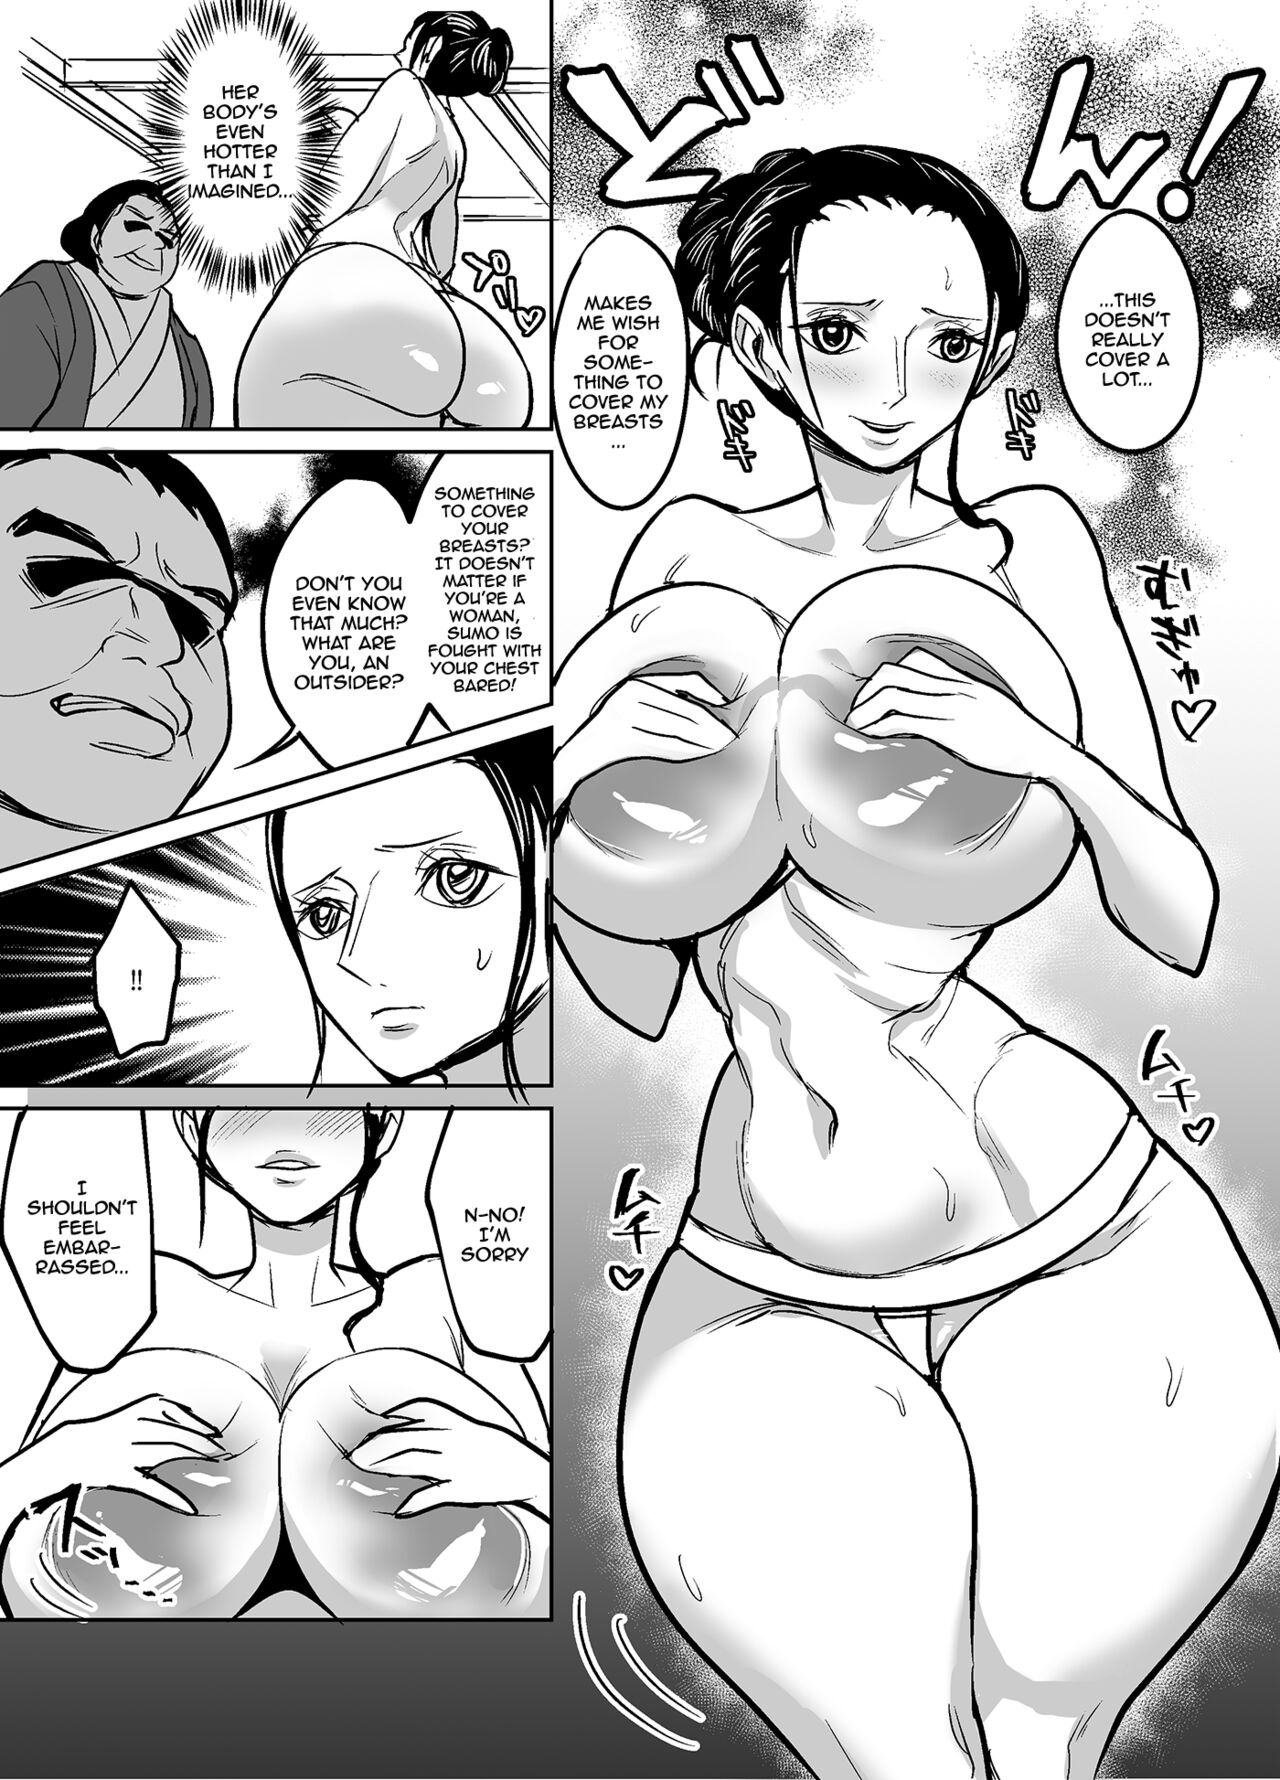 どん!
...THIS
DOESN'T
REALLY
COVER A
LOT...
MAKES
ME WISH
FOR
SOME-
THING TO
COVER MY
BREASTS
...
ムチ
ムチ
HER
BODY'S
EVEN
HOTTER
THAN I
IMAGINED...
SOMETHING
TO COVER
YOUR
BREASTS?
IT DOESN'T
MATTER IF
YOU'RE A
WOMAN,
SUMO IS
FOUGHT WITH
YOUR CHEST
BARED!
DON'T YOU
EVEN KNOW
THAT MUCH?
WHAT ARE
YOU, AN
OUTSIDER?
!!
N-NO!
I'M
SORRY
I
SHOULDN'T
FEEL
EMBAR-
RASSED...